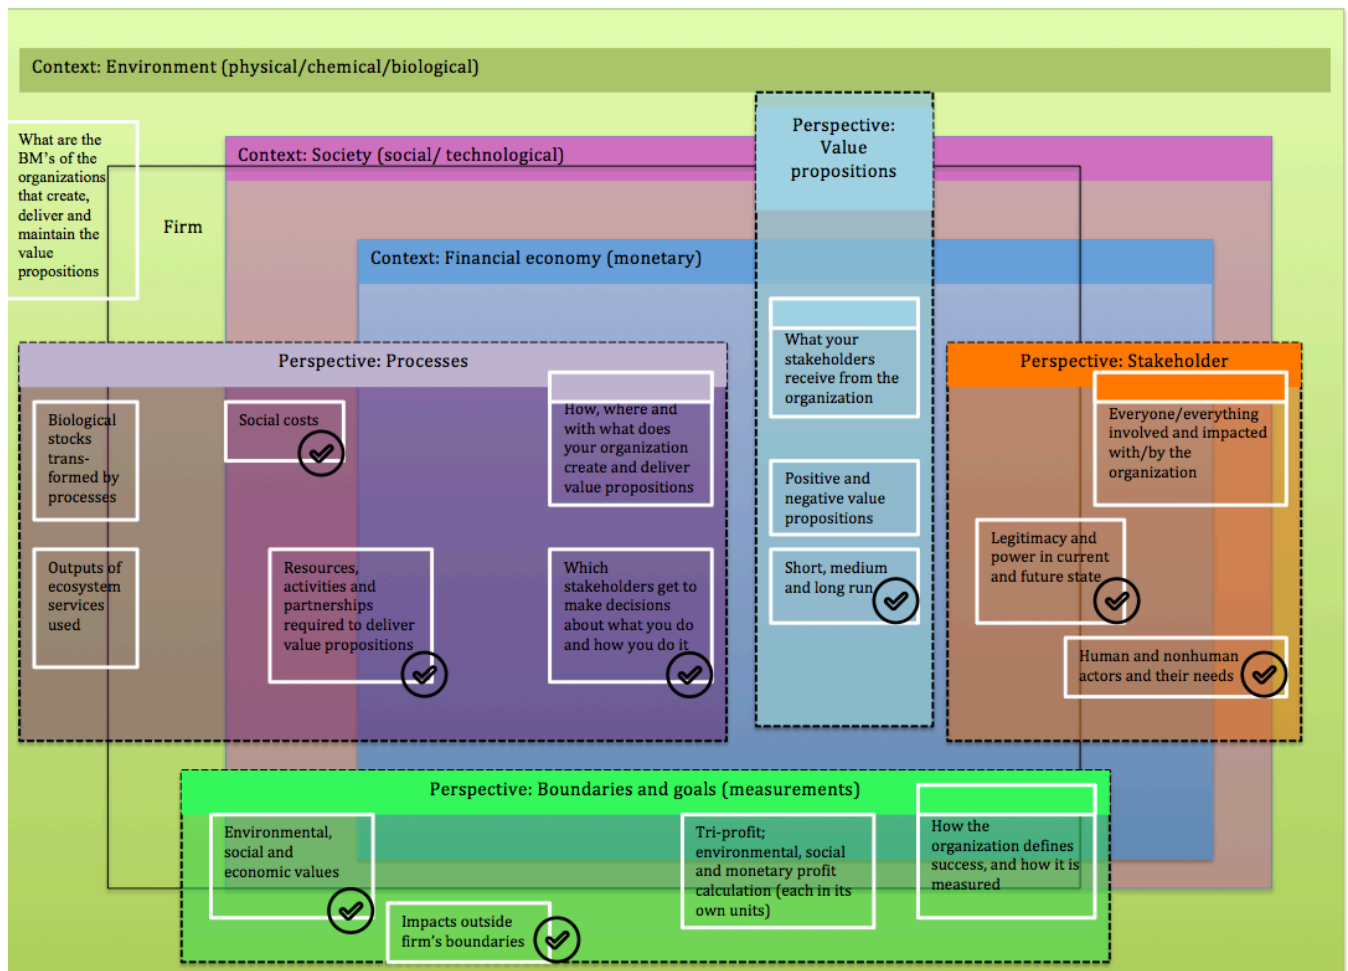 Context: Environment (physical/chemical/biological)
What are the
BM's of the
organizations
that create,
deliver and
maintain the
value
propositions
Firm
Context: Society (social/ technological)
Perspective:
Value
propositions
Context: Financial economy (monetary)
What your
stakeholders
receive from the
organization
Positive and
negative value
propositions
Short, medium
and long run
Perspective: Processes
Biological
stocks
trans-
formed by
processes
Social costs
How, where and
with what does
your organization
create and deliver
value propositions
Outputs of
ecosystem
services
used
Resources,
activities and
partnerships
required to deliver
value propositions
Which
stakeholders get to
make decisions
about what you do
and how you do it
Perspective: Stakeholder
Everyone/everything
involved and impacted
with/by the
organization
Legitimacy and
power in current
and future state
Human and nonhuman
actors and their needs
Perspective: Boundaries and goals (measurements)
Environmental,
social and
economic values
Impacts outside
firm's boundaries
Tri-profit;
environmental, social
and monetary profit
calculation (each in its
own units)
How the
organization defines
success, and how it is
measured